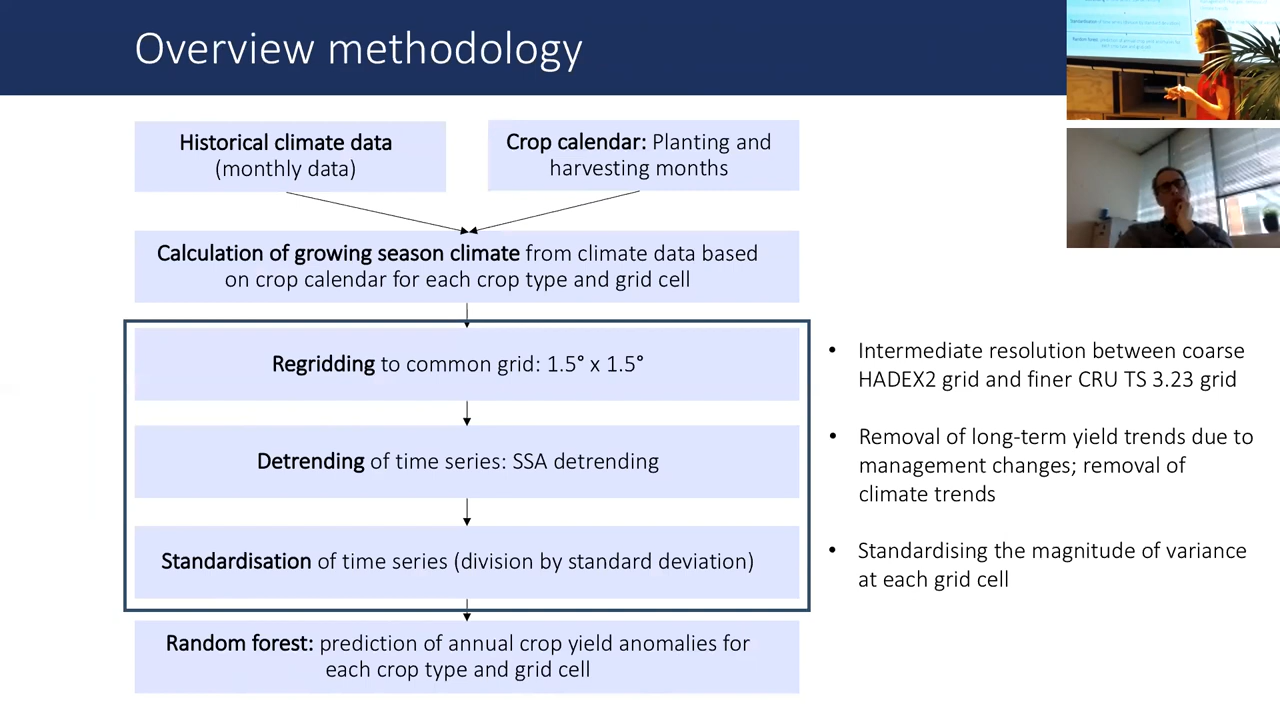 Overview methodology
Historical climate data
(monthly data)
Crop calendar: Planting and
harvesting months
Calculation of growing season climate from climate data based
on crop calendar for each crop type and grid cell
Regridding to common grid: 1.5° x 1.5°
Detrending of time series: SSA detrending
Standardisation of time series (division by standard deviation)
Random forest: prediction of annual crop yield anomalies for
each crop type and grid cell
• Intermediate resolution between coarse
HADEX2 grid and finer CRU TS 3.23 grid
• Removal of long-term yield trends due to
management changes; removal of
climate trends
• Standardising the magnitude of variance
at each grid cell